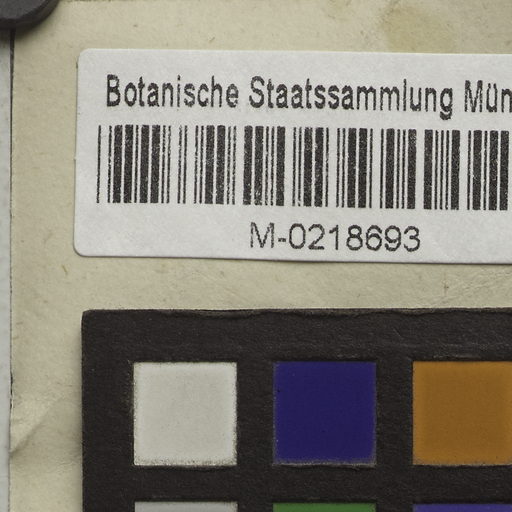 Botanische Staatssammlung Mün
M-0218693